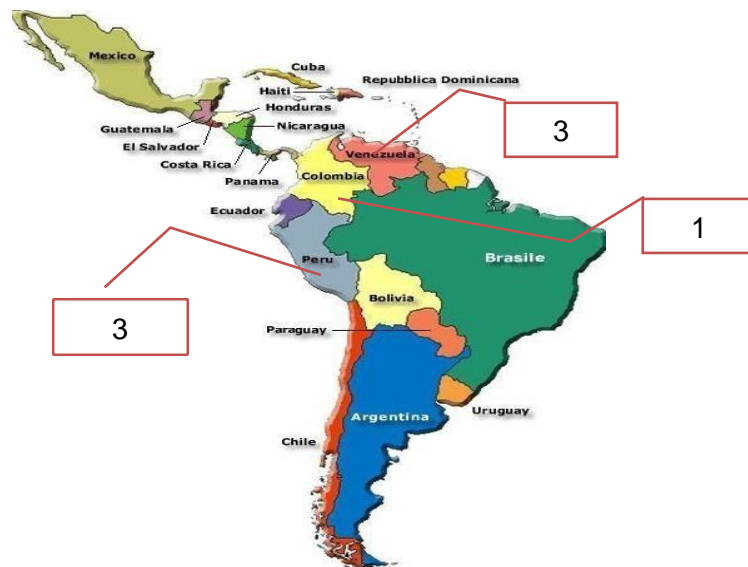 Mexico
Cuba
Repubblica Dominicana
Haiti
Honduras
Guatemala
Nicaragua
El Salvador
Costa Rica
Panama
Venezuela
3
Colombia
Ecuador
1
Peru
Brasile
3
Bolivia
Paraguay
Argentina
Uruguay
Chile